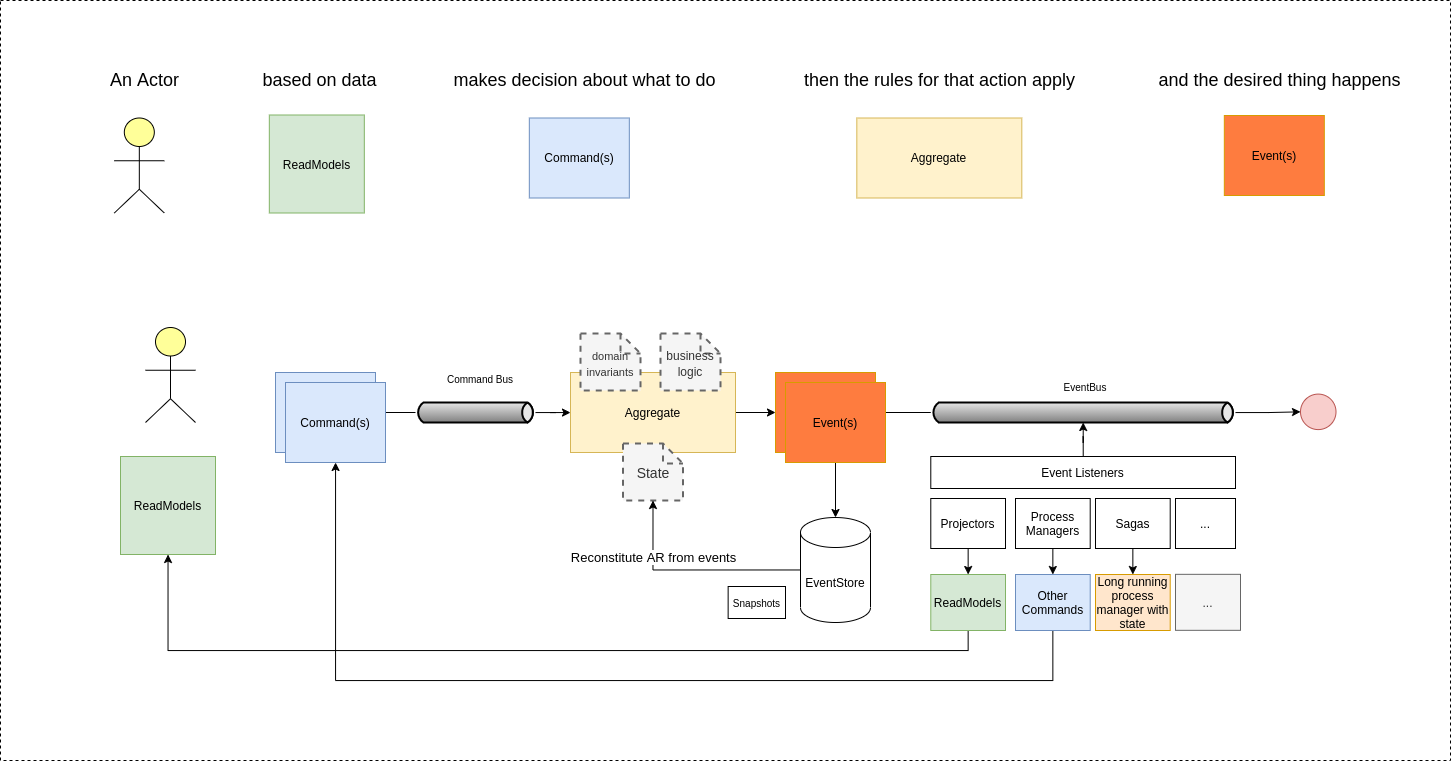 An Actor
based on data
makes decision about what to do
then the rules for that action apply
and the desired thing happens
ReadModels
Command(s)
Aggregate
Event(s)
domain
invariants
business
logic
Command Bus
EventBus
Command(s)
Aggregate
Event(s)
State
Event Listeners
ReadModels
Projectors
Process
Managers
Sagas
...
Reconstitute AR from events
EventStore
Snapshots
ReadModels
Other
Commands
Long running
process
manager with
state
...